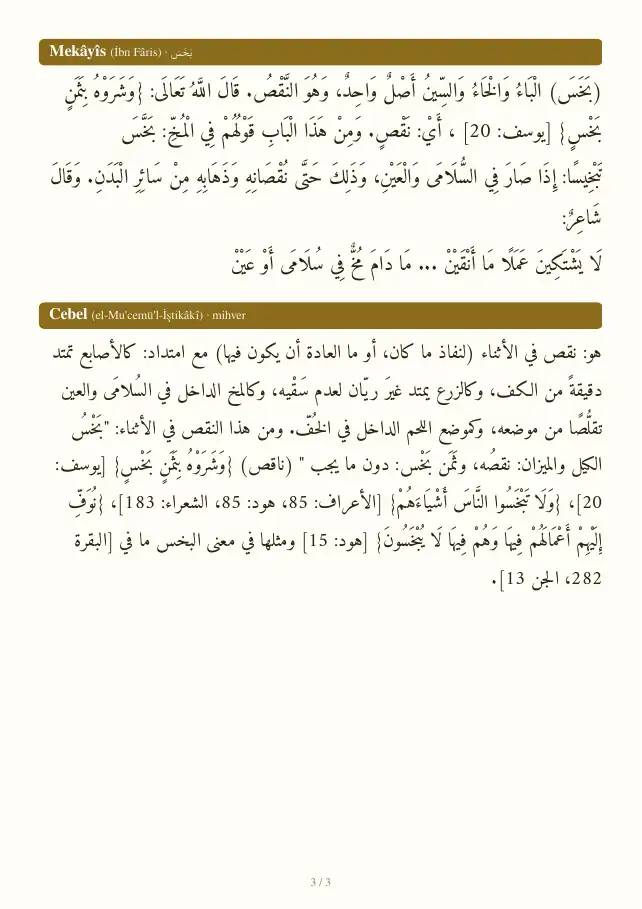 Mekâyîs (İbn Fâris) · بَخَسَ
(بَخَسَ) الْبَاءُ وَالْخَاءُ وَالسِّينُ أَصْلٌ وَاحِدٌ، وَهُوَ النَّقْصُ. قَالَ اللَّهُ تَعَالَى: {وَشَرَوْهُ بِثَمَنٍ
بَخْسٍ} [يوسف: 20] ، أَيْ: نَقْصٍ. وَمِنْ هَذَا الْبَابِ قَوْلُهُمْ فِي الْمُخِّ: بَخَّسَ
تَبْخِيسًا: إِذَا صَارَ فِي السُّلَامَى وَالْعَيْنِ، وَذَلِكَ حَتَّى نُقْصَانِهِ وَذَهَابِهِ مِنْ سَائِرِ الْبَدَنِ. وَقَالَ
شَاعِرٌ:
لَا يَشْتَكِينَ عَمَلًا مَا أَنْقَيْنْ ... مَا دَامَ مُخٌّ فِي سُلَامَى أَوْ عَيْنْ
Cebel (el-Mu'cemü'l-İştikâkî) · mihver
هو: نقص في الأثناء (لنفاذ ما كان، أو ما العادة أن يكون فيها) مع امتداد: كالأصابع تمتد
دقيقةً من الكف، وكالزرع يمتد غيرَ ريّان لعدم سَقْيه، وكالمخ الداخل في السُلامَى والعين
تقلُّصًا من موضعه، وكموضع اللحم الداخل في الخُفّ. ومن هذا النقص في الأثناء: "بَخْسُ
الكيل والميزان: نقصُه، وثَمَن بَخْس: دون ما يجب " (ناقص) {وَشَرَوْهُ بِثَمَنٍ بَخْسٍ} [يوسف:
20]، {وَلَا تَبْخَسُوا النَّاسَ أَشْيَاءَهُمْ} [الأعراف: 85، هود: 85، الشعراء: 183]، {نُوَفِّ
إِلَيْهِمْ أَعْمَالَهُمْ فِيهَا وَهُمْ فِيهَا لَا يُبْخَسُونَ} [هود: 15] ومثلها في معنى البخس ما في [البقرة
282، الجن 13].
3 / 3